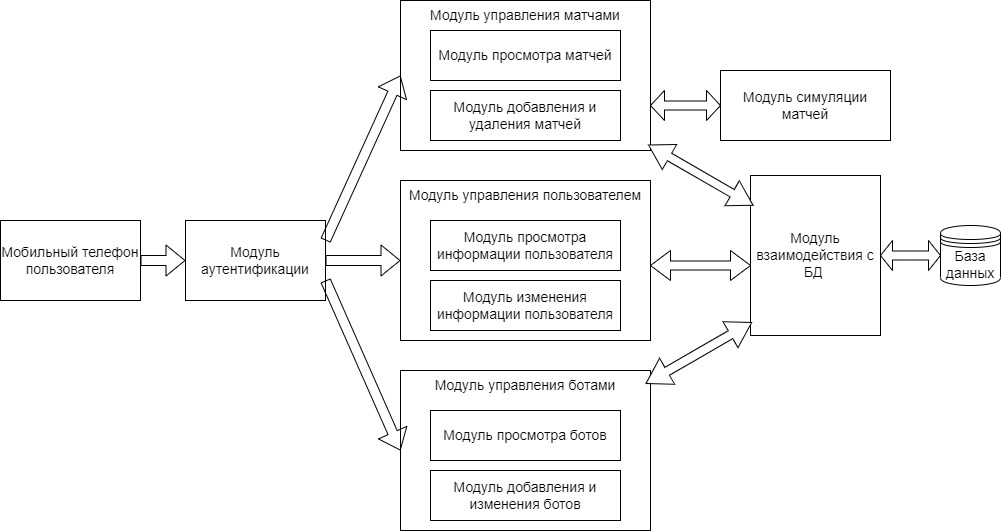 Модуль управления матчами
Модуль просмотра матчей
Модуль добавления и
удаления матчей
Модуль симуляции
матчей
Модуль управления пользователем
Модуль просмотра
информации пользователя
Модуль изменения
информации пользователя
Мобильный телефон
пользователя
Модуль
аутентификации
Модуль
взаимодействия с
БД
База
данных
Модуль управления ботами
Модуль просмотра ботов
Модуль добавления и
изменения ботов